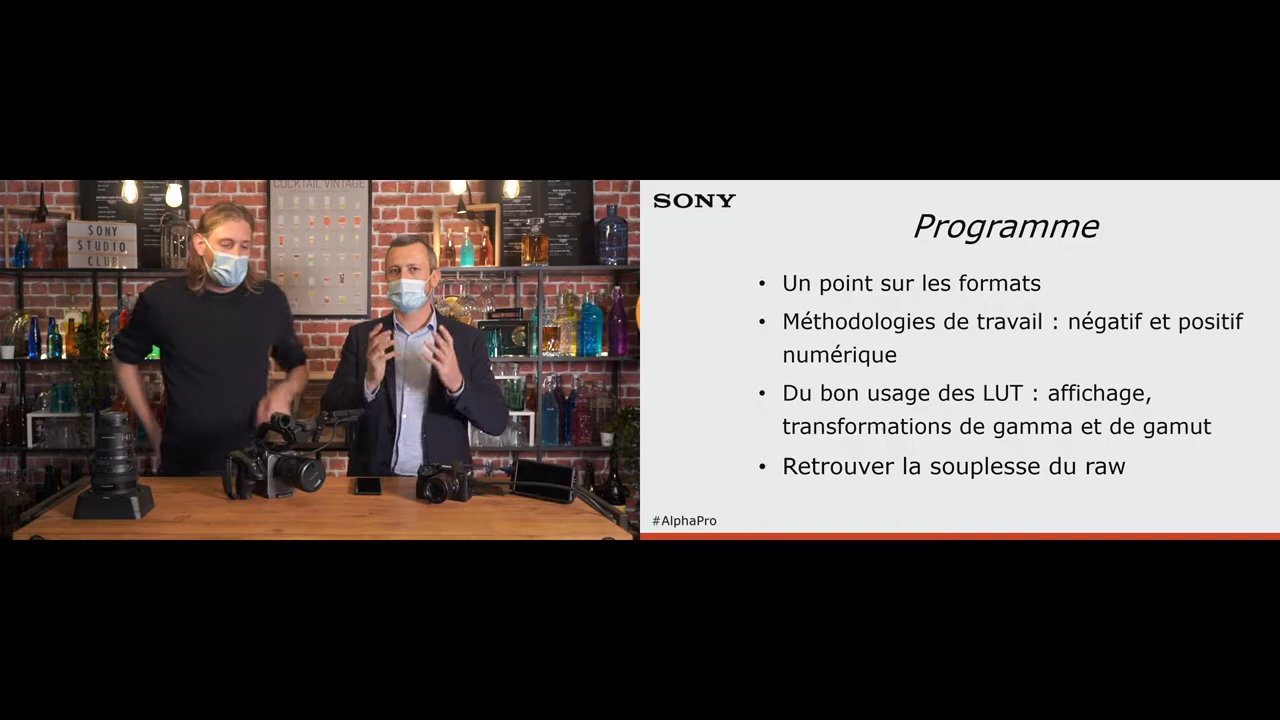 COCKTAIL VINTAGE
SONY
STUDIO
CLUB
SONY
Programme
• Un point sur les formats
• Méthodologies de travail : négatif et positif
numérique
• Du bon usage des LUT : affichage,
transformations de gamma et de gamut
• Retrouver la souplesse du raw
#AlphaPro